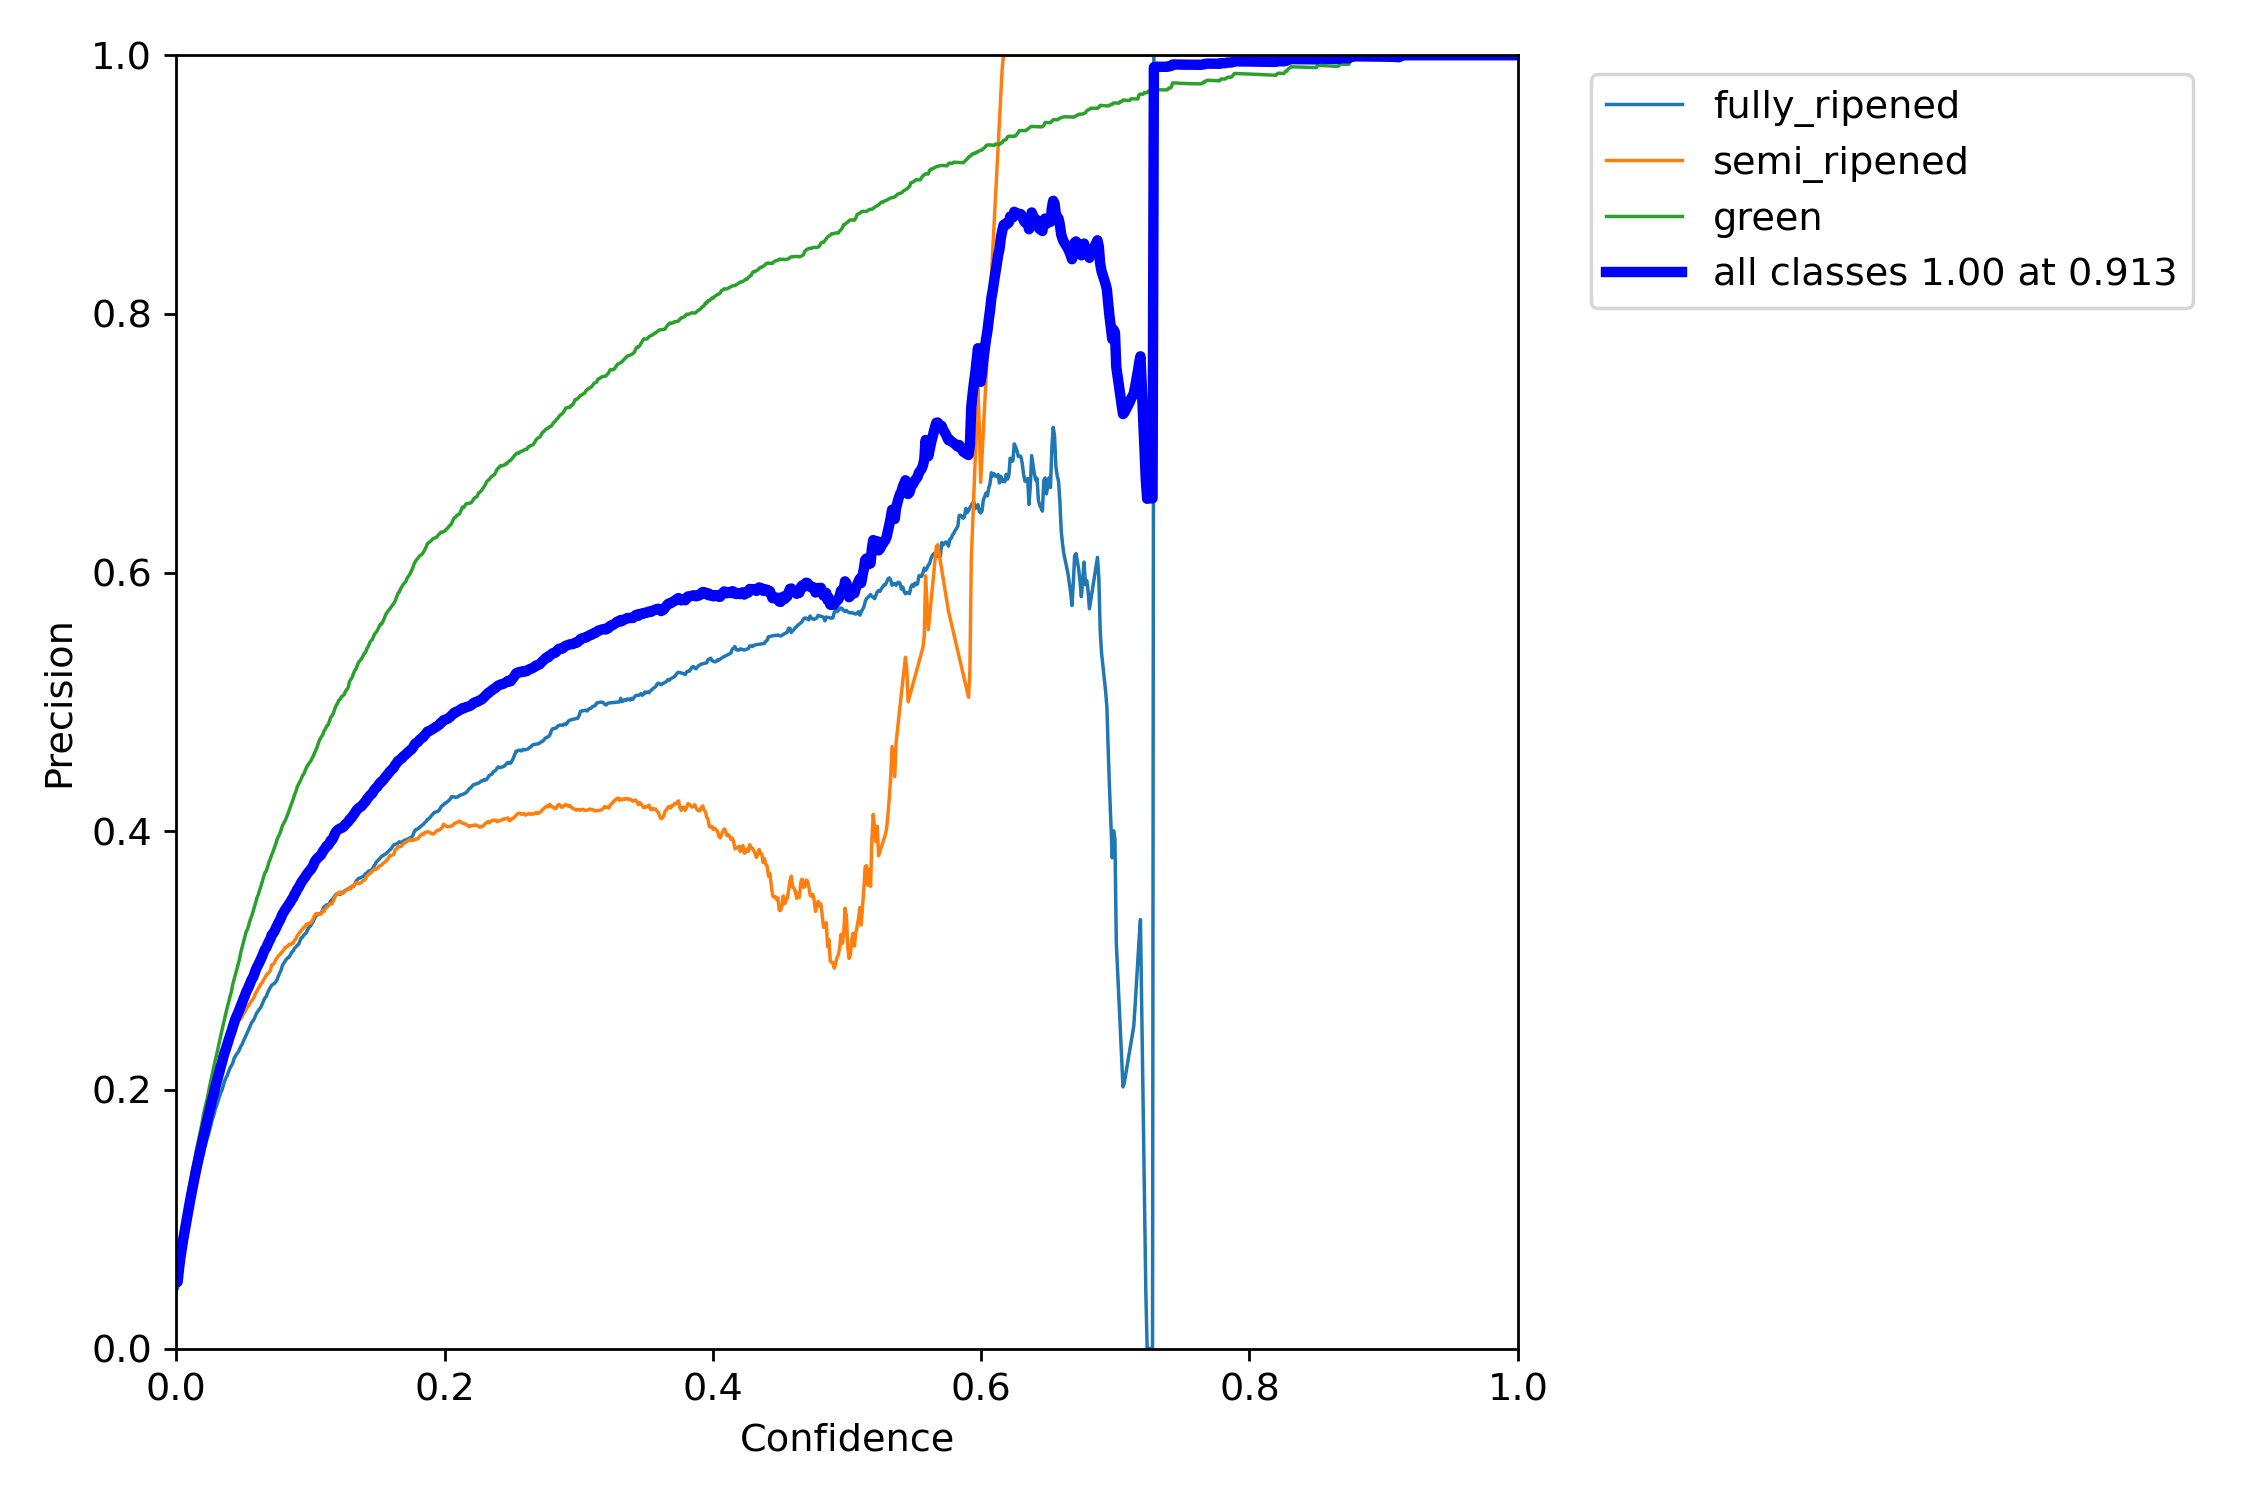 1.0
0.8
0.6
0.4
0.2
0.0
Precision
0.0 0.2 0.4 0.6 0.8 1.0
Confidence
fully_ripened
semi_ripened
green
all classes 1.00 at 0.913